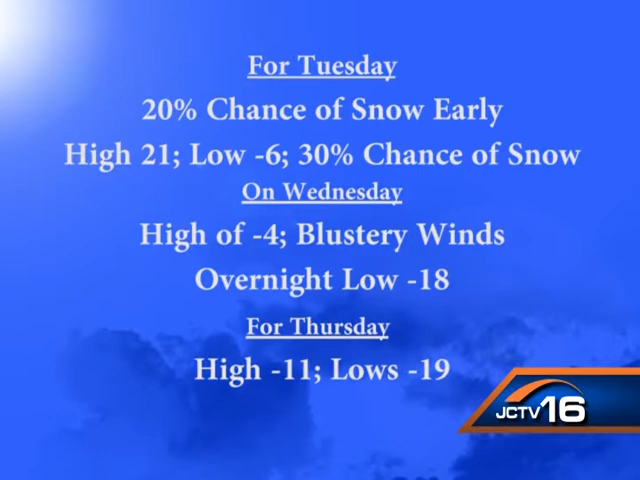 For Tuesday
20% Chance of Snow Early
High 21; Low -6; 30% Chance of Snow
On Wednesday
High of -4; Blustery Winds
Overnight Low -18
For Thursday
High -11; Lows -19
JCTV16